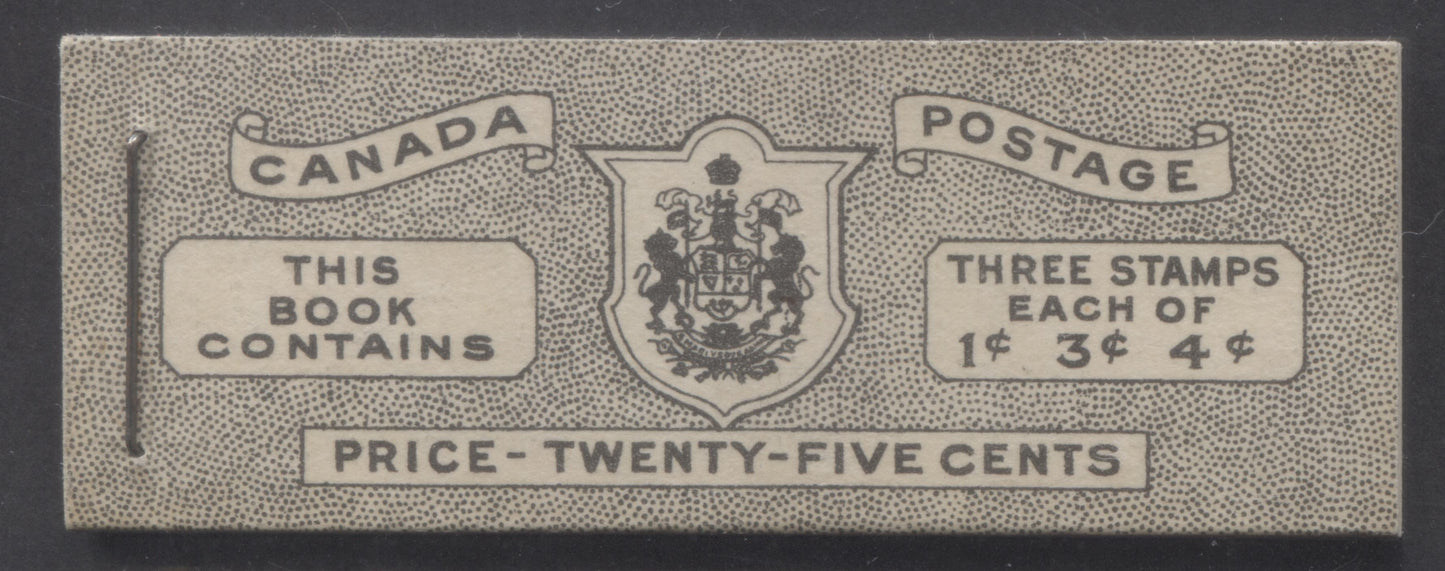 CANADA
POSTAGE
THIS
BOOK
CONTAINS
THREE STAMPS
EACH OF
1¢ 3¢ 4¢
PRICE - TWENTY-FIVE CENTS